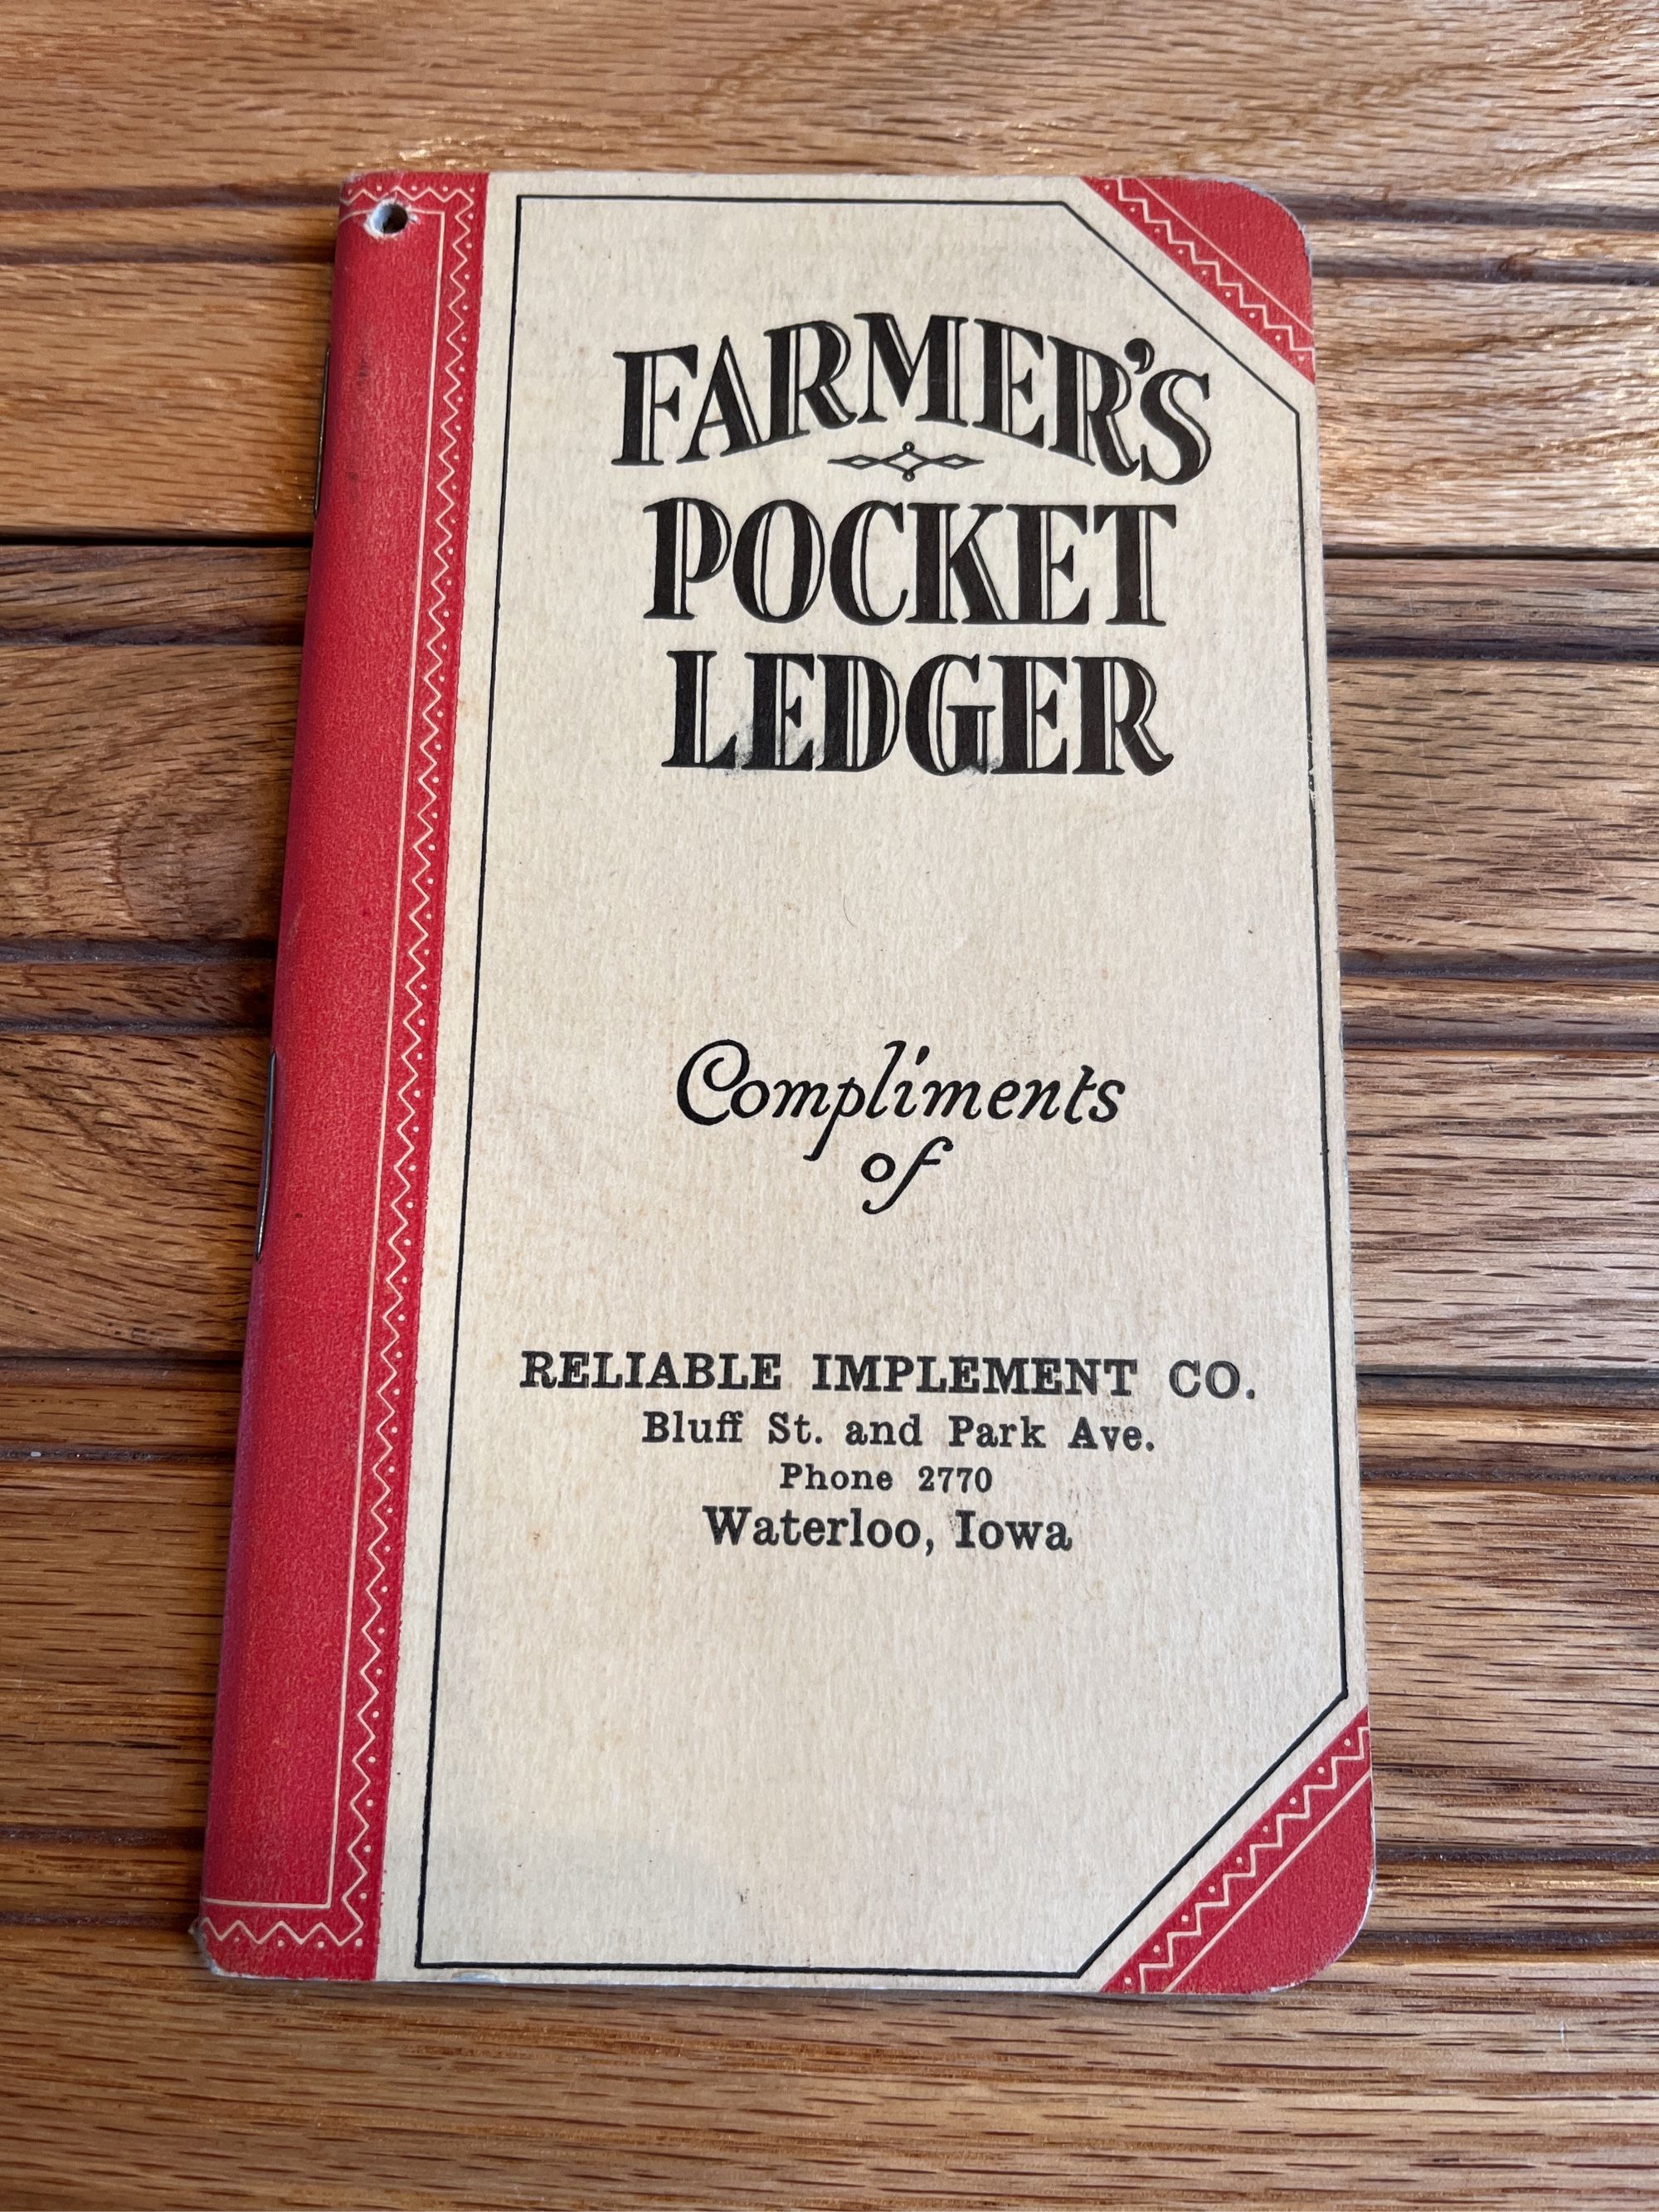 FARMER'S
POCKET
LEDGER
Compliments
of
RELIABLE IMPLEMENT CO.
Bluff St. and Park Ave.
Phone 2770
Waterloo, Iowa